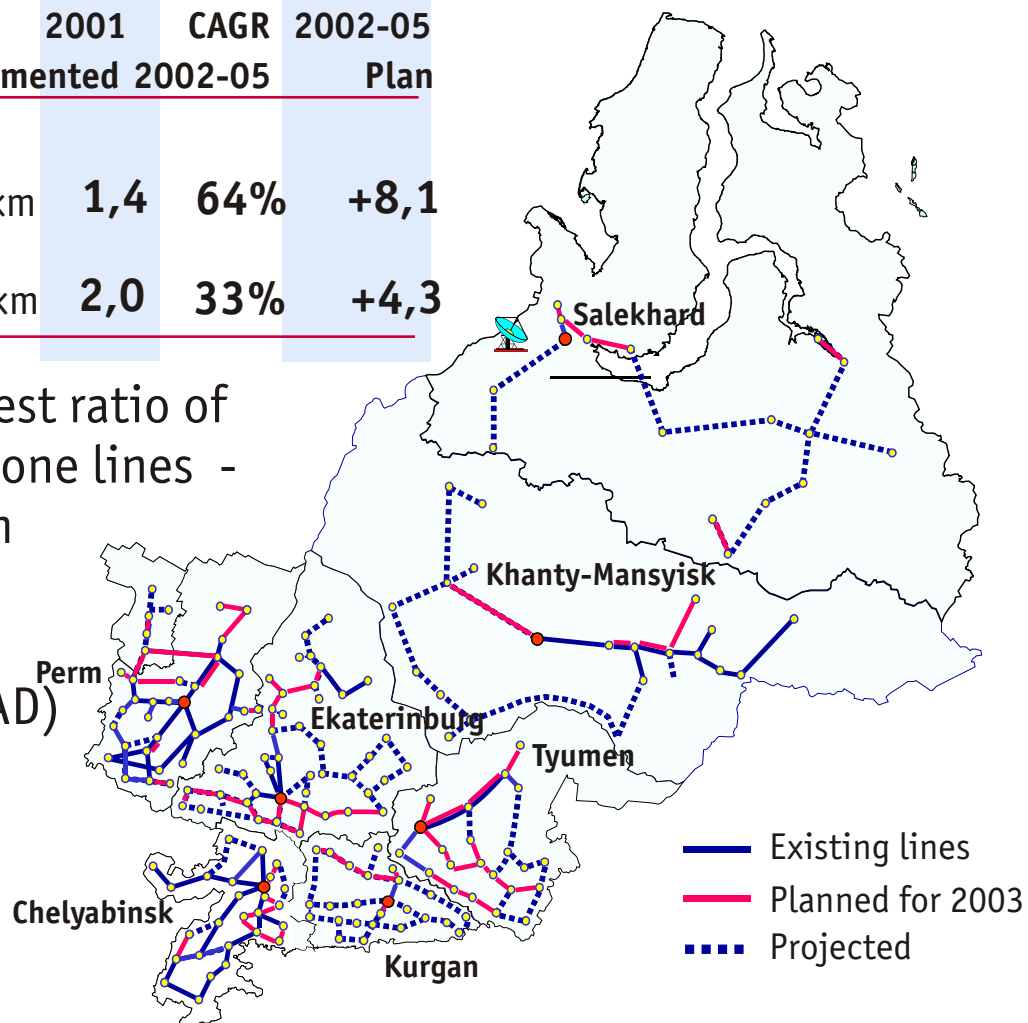 2001 CAGR 2002-05
mented 2002-05 Plan
km 1,4 64% +8,1
km 2,0 33% +4,3
est ratio of
one lines -
n
AD)
Salekhard
Khanty-Mansyisk
Perm
Ekaterinburg
Tyumen
Chelyabinsk
Kurgan
Existing lines
Planned for 2003
Projected